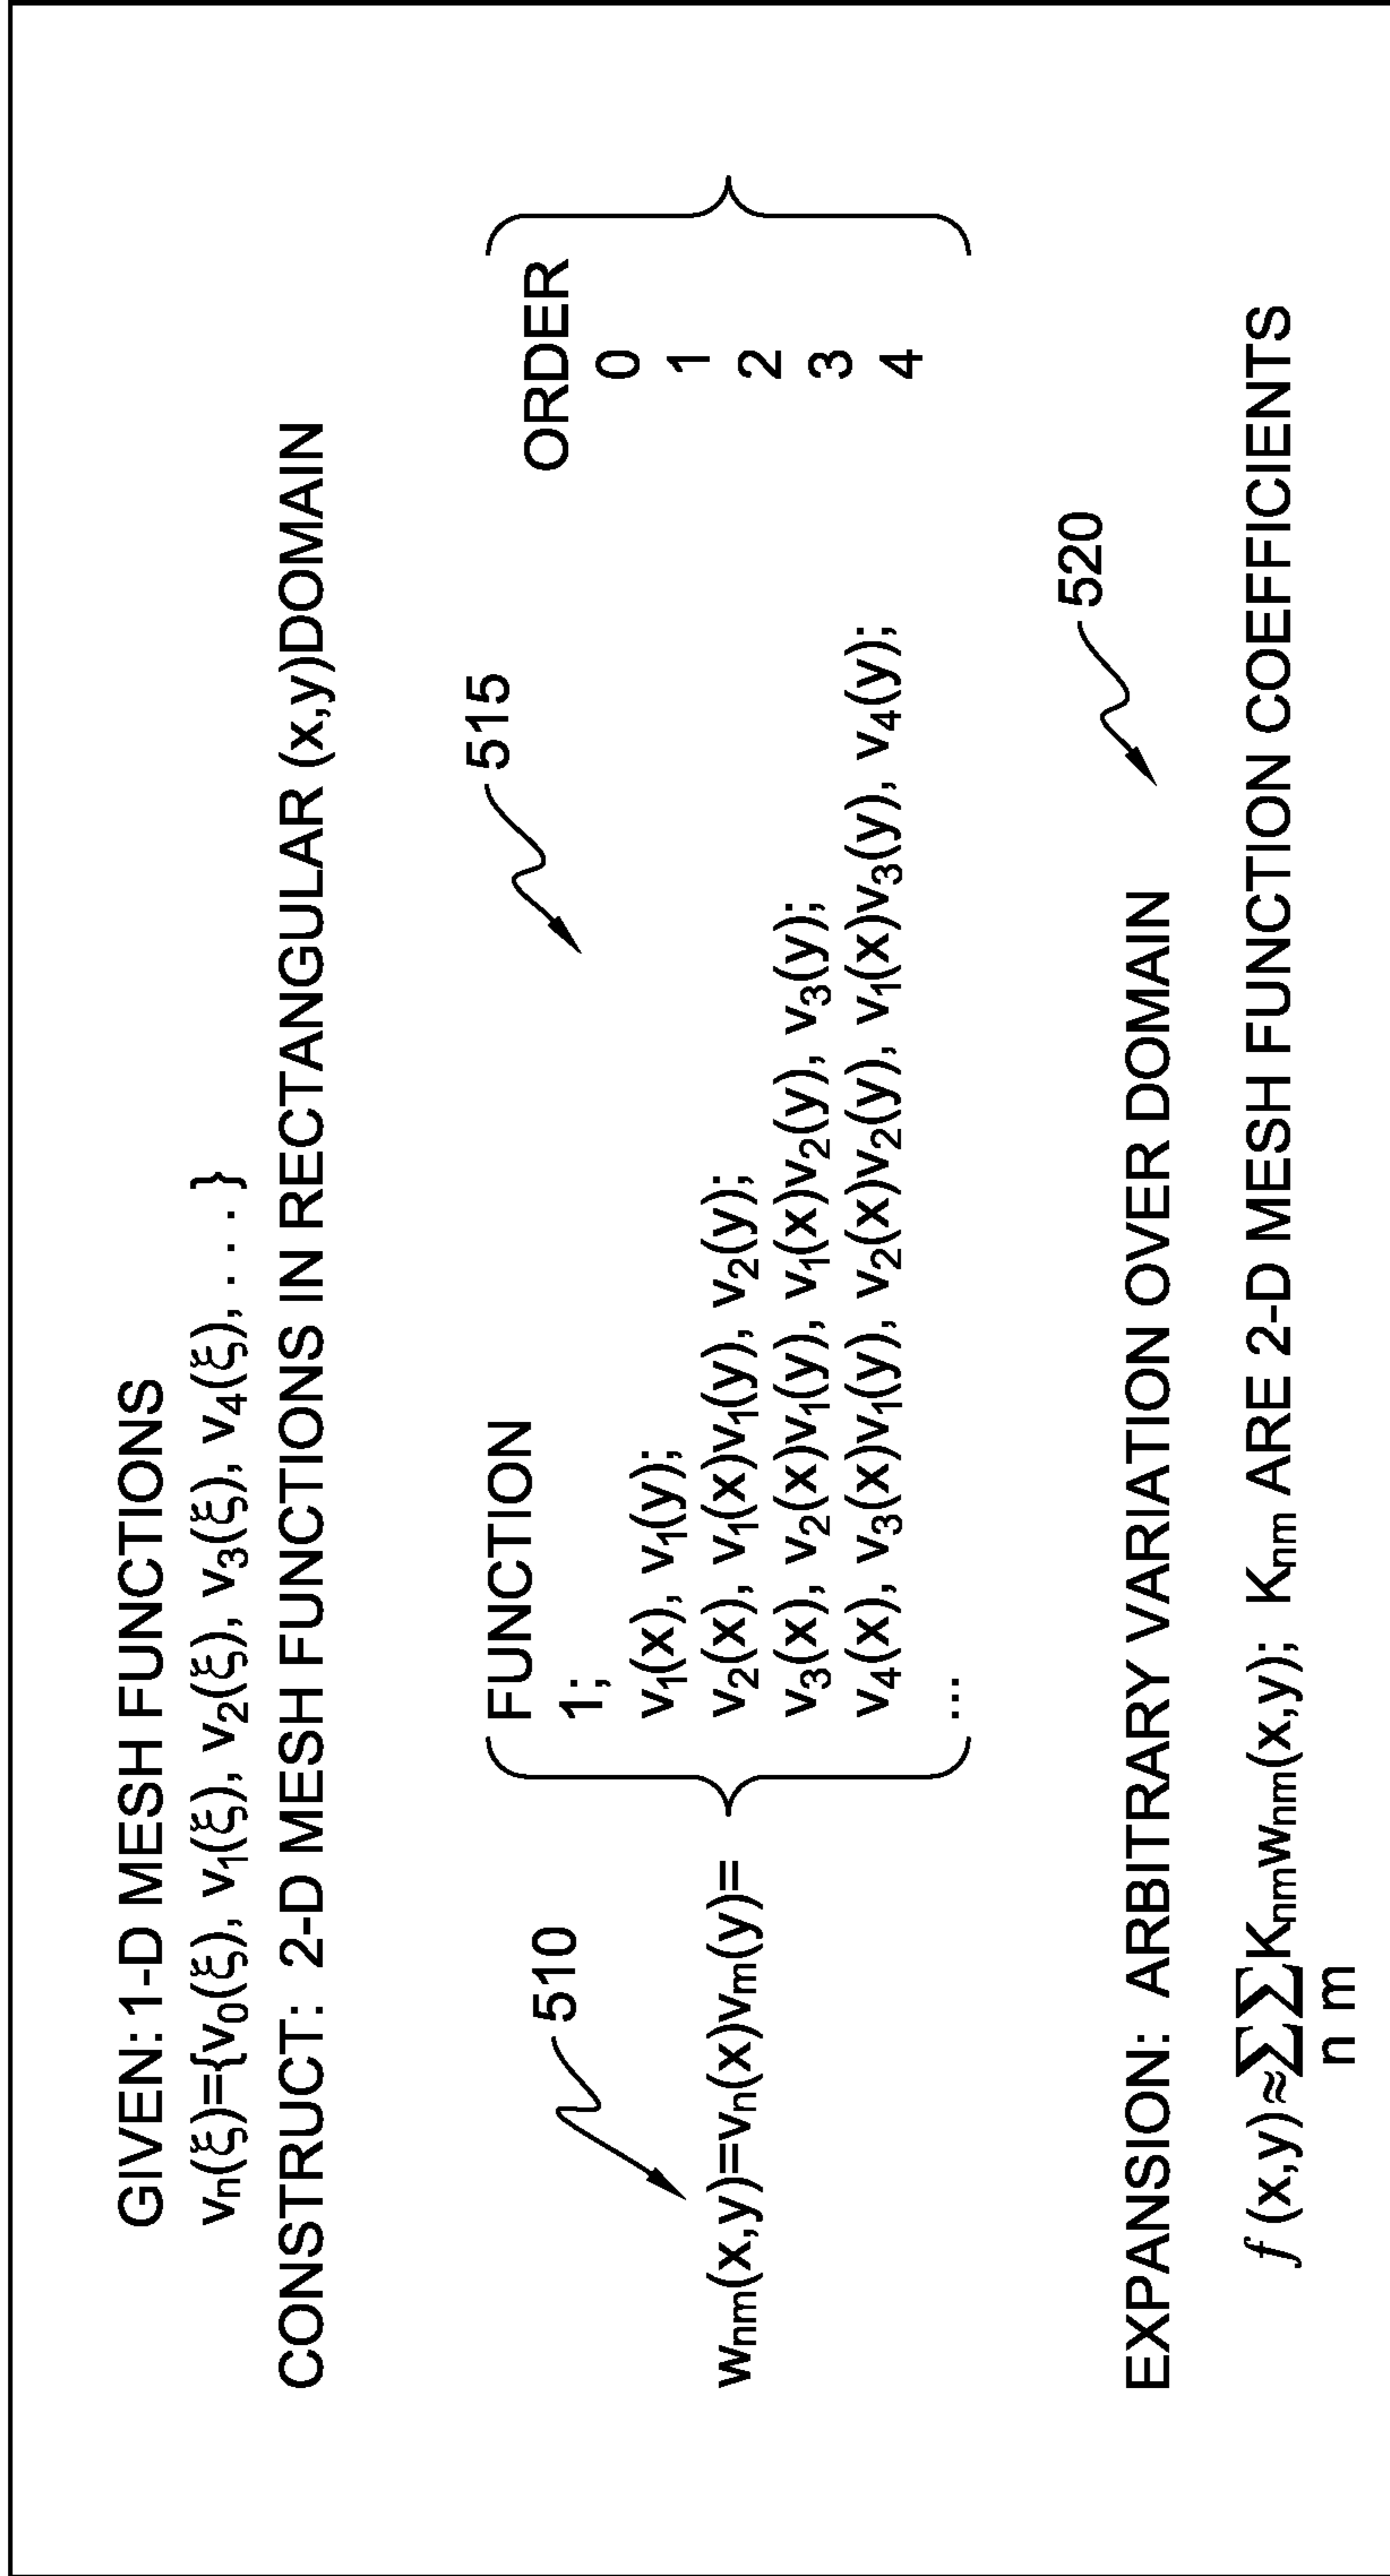 GIVEN: 1-D MESH FUNCTIONS
vn(ξ)={v0(ξ), v1(ξ), v2(ξ), v3(ξ), v4(ξ), . . . }
CONSTRUCT: 2-D MESH FUNCTIONS IN RECTANGULAR (x,y)DOMAIN
510
515
wnm(x,y)=vn(x)vm(y)=
FUNCTION ORDER
1; 0
v1(x), v1(y); 1
v2(x), v1(x)v1(y), v2(y); 2
v3(x), v2(x)v1(y), v1(x)v2(y), v3(y); 3
v4(x), v3(x)v1(y), v2(x)v2(y), v1(x)v3(y), v4(y); 4
...
520
EXPANSION: ARBITRARY VARIATION OVER DOMAIN
f (x,y)≈∑∑Knmwnm(x,y); Knm ARE 2-D MESH FUNCTION COEFFICIENTS
n m